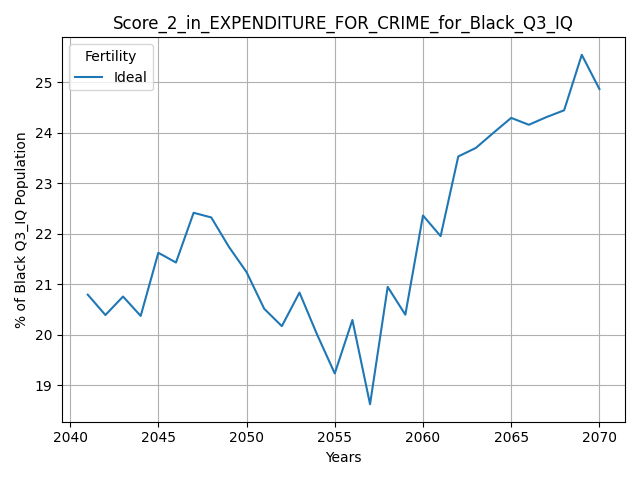 Score_2_in_EXPENDITURE_FOR_CRIME_for_Black_Q3_IQ
Fertility
Ideal
% of Black Q3_IQ Population
25
24
23
22
21
20
19
2040 2045 2050 2055 2060 2065 2070
Years